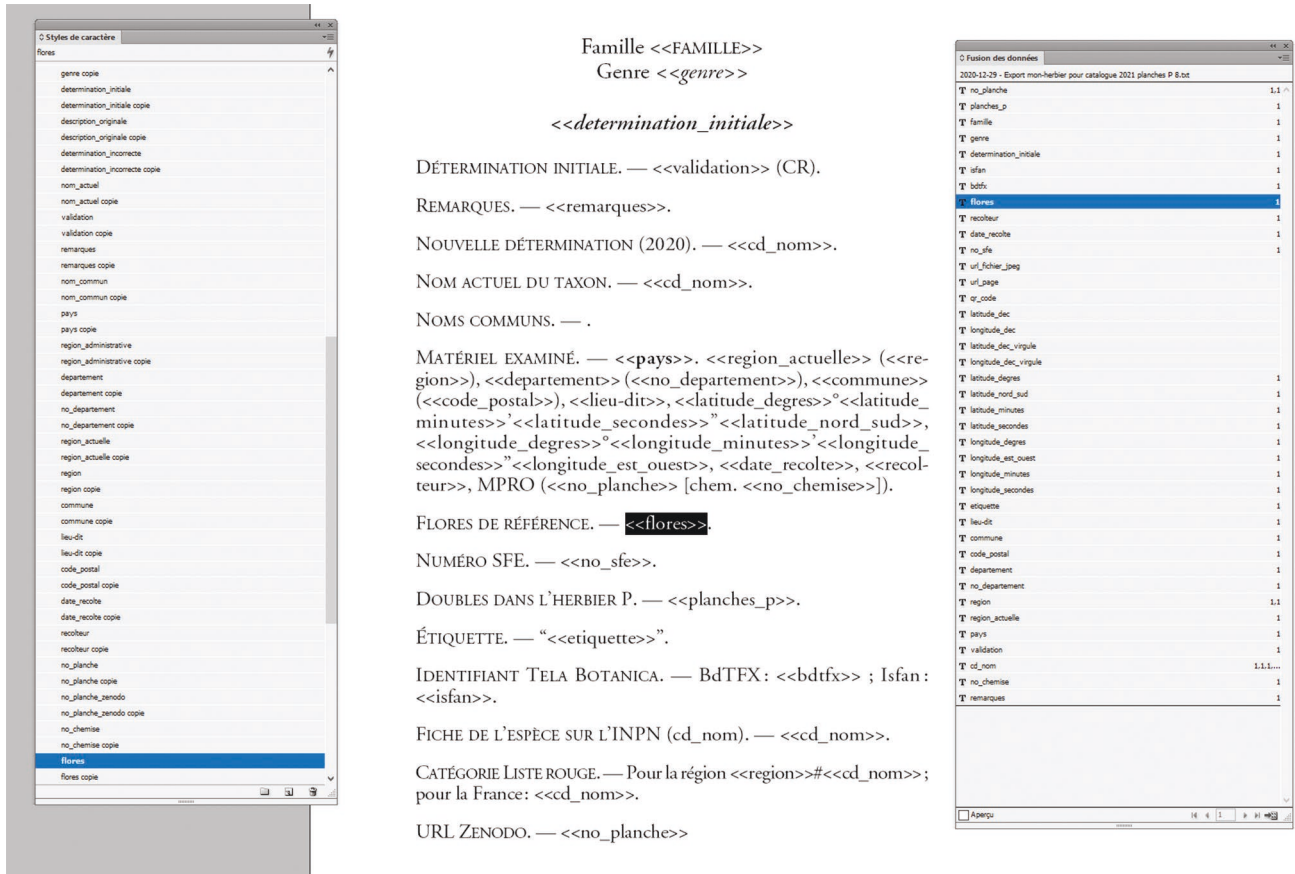 Styles de caractère
flores
genre copie
determination_initiale
determination_initiale copie
description_originale
description_originale copie
determination_incorrecte
determination_incorrecte copie
nom_actuel
nom_actuel copie
validation
validation copie
remarques
remarques copie
nom_commun
nom_commun copie
pays
pays copie
region_administrative
region_administrative copie
departement
departement copie
no_departement
no_departement copie
region_actuelle
region_actuelle copie
region
region copie
commune
commune copie
lieu-dit
lieu-dit copie
code_postal
code_postal copie
date_recolte
date_recolte copie
recolteur
recolteur copie
no_planche
no_planche copie
no_planche_zenodo
no_planche_zenodo copie
no_chemise
no_chemise copie
flores
flores copie
Famille <<FAMILLE>>
Genre <<genre>>
<<determination_initiale>>
DÉTERMINATION INITIALE. — <<validation>> (CR).
REMARQUES. — <<remarques>>.
NOUVELLE DÉTERMINATION (2020). — <<cd_nom>>.
NOM ACTUEL DU TAXON. — <<cd_nom>>.
NOMS COMMUNS. — .
MATÉRIEL EXAMINÉ. — <<pays>>. <<region_actuelle>> (<<re-
gion>>), <<departement>> (<<no_departement>>), <<commune>>
(<<code_postal>>), <<lieu-dit>>, <<latitude_degres>>°<<latitude_
minutes>>’<<latitude_secondes>>”<<latitude_nord_sud>>,
<<longitude_degres>>°<<longitude_minutes>>’<<longitude_
secondes>>”<<longitude_est_ouest>>, <<date_recolte>>, <<recol-
teur>>, MPRO (<<no_planche>> [chem. <<no_chemise>>]).
FLORES DE RÉFÉRENCE. — <<flores>>.
NUMÉRO SFE. — <<no_sfe>>.
DOUBLES DANS L’HERBIER P. — <<planches_p>>.
ÉTIQUETTE. — “<<etiquette>>”.
IDENTIFIANT TELA BOTANICA. — BdTFX : <<bdtfx>> ; Isfan :
<<isfan>>.
FICHE DE L’ESPÈCE SUR L’INPN (cd_nom). — <<cd_nom>>.
CATÉGORIE LISTE ROUGE. — Pour la région <<region>>#<<cd_nom>> ;
pour la France : <<cd_nom>>.
URL ZENODO. — <<no_planche>>
Fusion des données
2020-12-29 - Export mon-herbier pour catalogue 2021 planches P 8.txt
T no_planche 1,1
T planches_p 1
T famille 1
T genre 1
T determination_initiale 1
T isfan 1
T bdtfx 1
T flores 1
T recolteur 1
T date_recolte 1
T no_sfe 1
T url_fichier_jpeg
T url_page
T qr_code
T latitude_dec
T longitude_dec
T latitude_dec_virgule
T longitude_dec_virgule
T latitude_degres 1
T latitude_nord_sud 1
T latitude_minutes 1
T latitude_secondes 1
T longitude_degres 1
T longitude_est_ouest 1
T longitude_minutes 1
T longitude_secondes 1
T etiquette 1
T lieu-dit 1
T commune 1
T code_postal 1
T departement 1
T no_departement 1
T region 1,1
T region_actuelle 1
T pays 1
T validation 1
T cd_nom 1,1,1,...
T no_chemise 1
T remarques 1
Aperçu 1